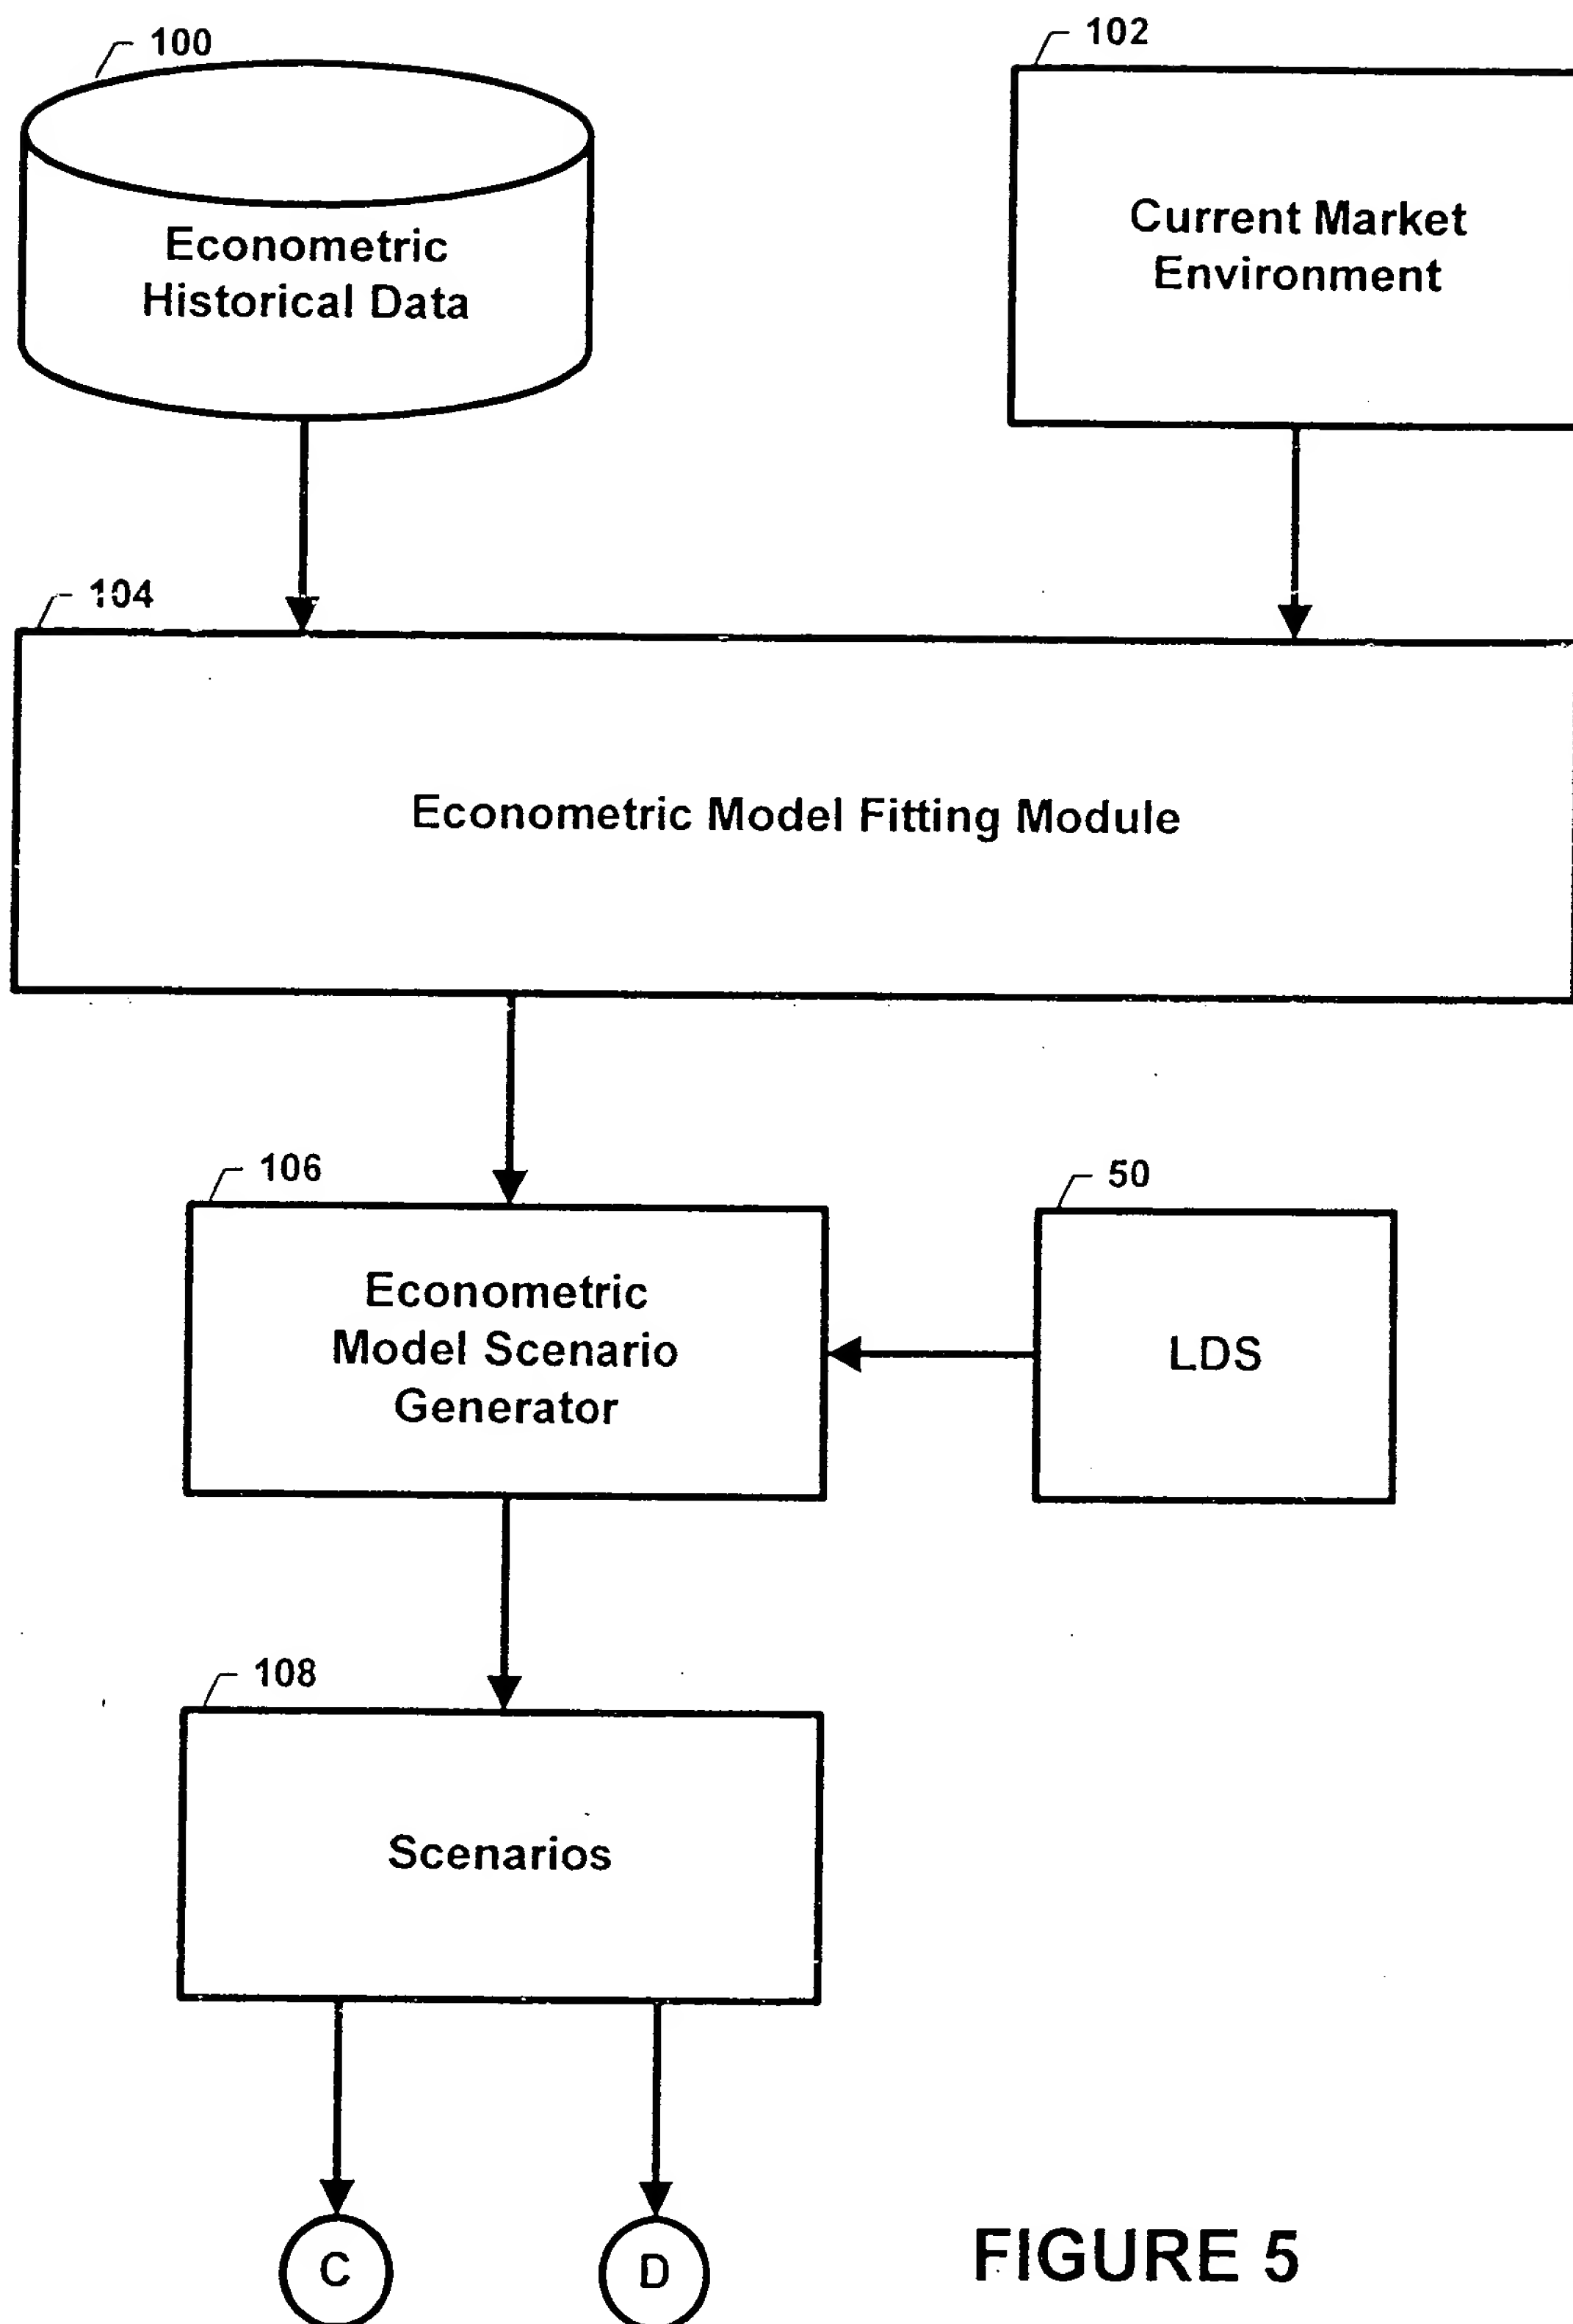 100
102
Econometric
Historical Data
Current Market
Environment
104
Econometric Model Fitting Module
106
50
Econometric
Model Scenario
Generator
LDS
108
Scenarios
C
D
FIGURE 5